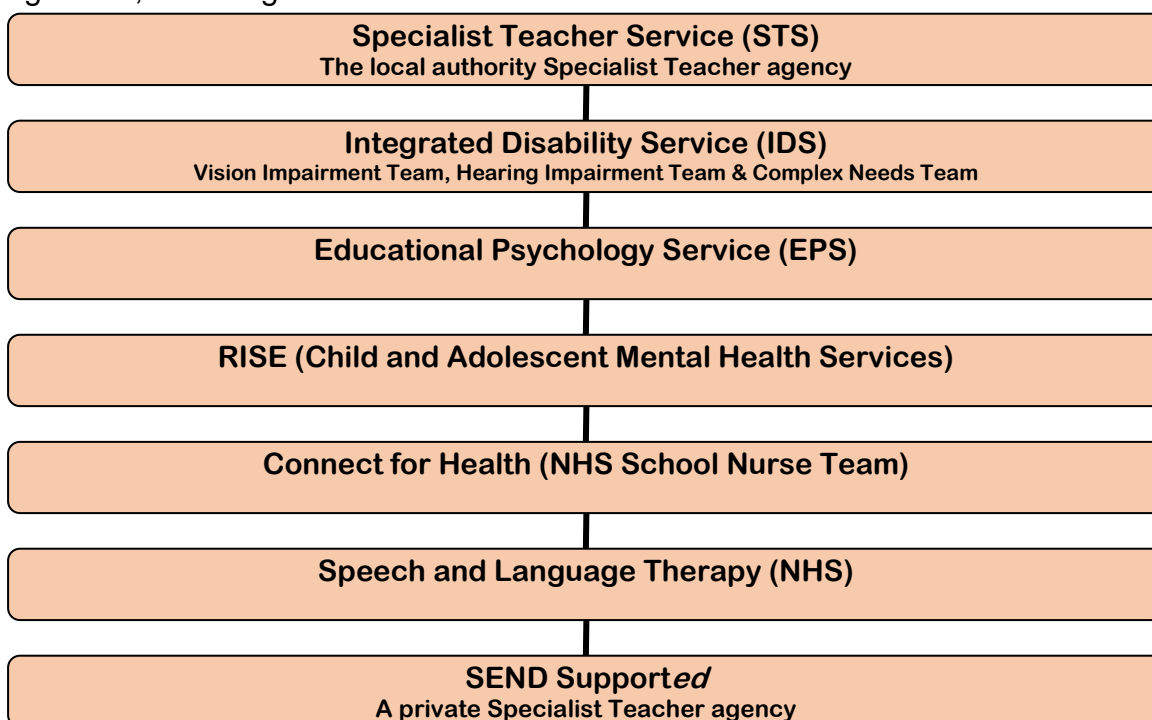 Specialist Teacher Service (STS)
The local authority Specialist Teacher agency
Integrated Disability Service (IDS)
Vision Impairment Team, Hearing Impairment Team & Complex Needs Team
Educational Psychology Service (EPS)
RISE (Child and Adolescent Mental Health Services)
Connect for Health (NHS School Nurse Team)
Speech and Language Therapy (NHS)
SEND Supported
A private Specialist Teacher agency